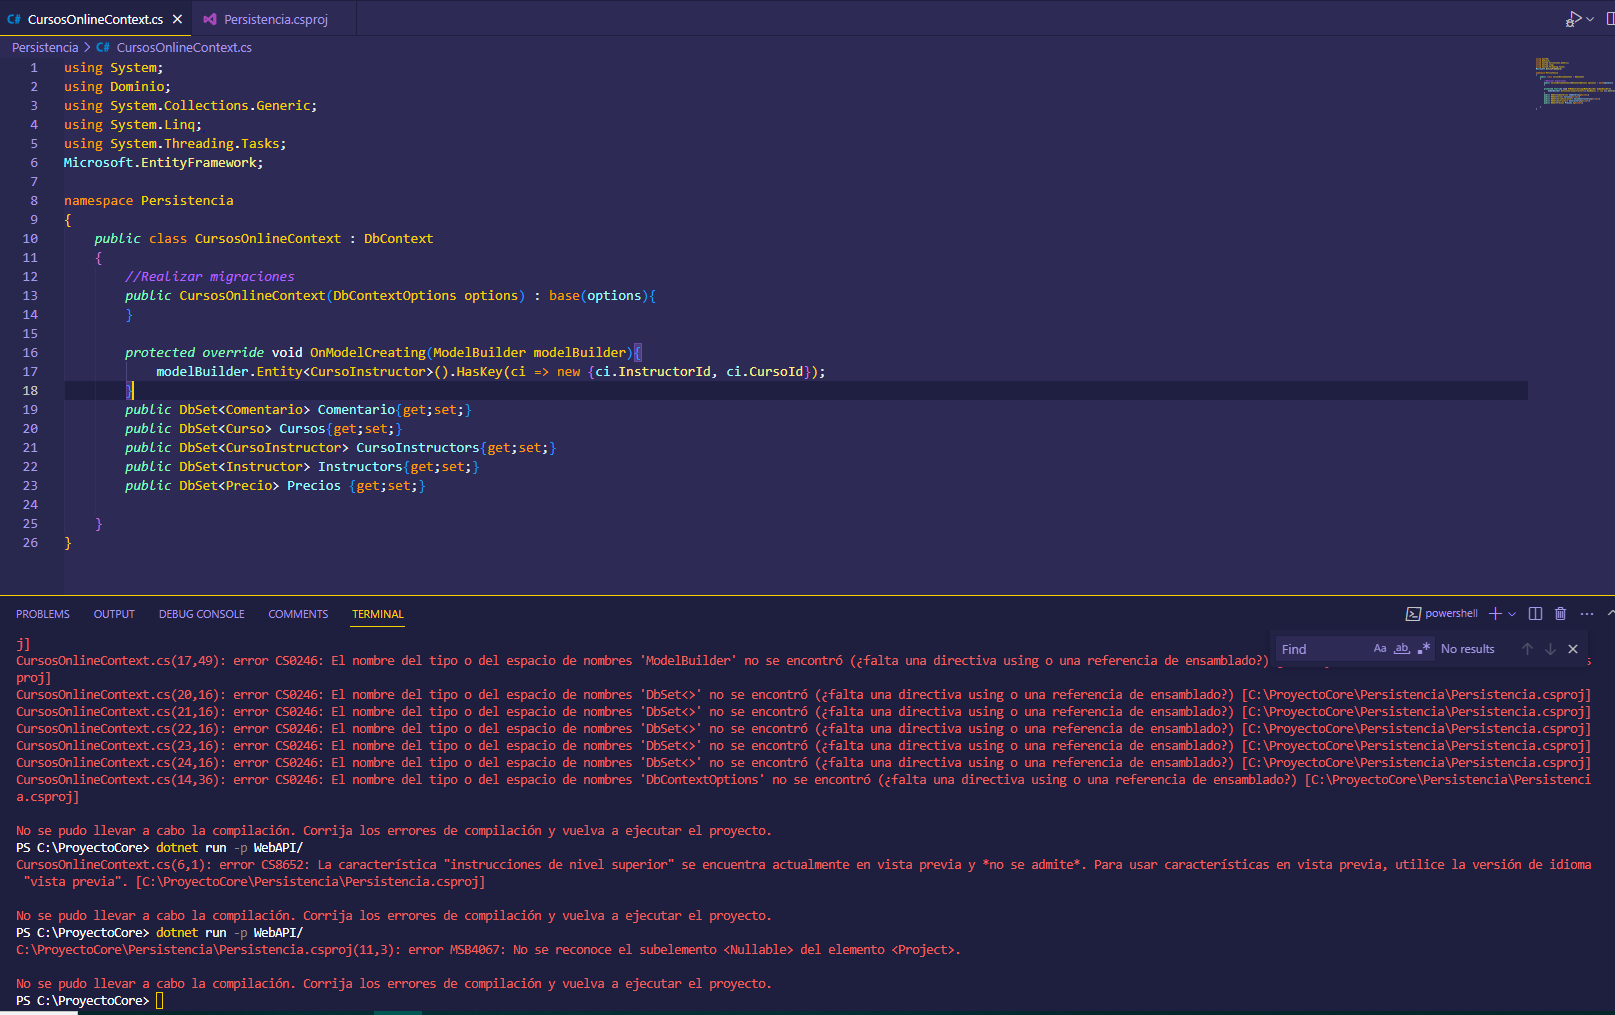 C# CursosOnlineContext.cs ✕ Persistencia.csproj
Persistencia > C# CursosOnlineContext.cs
1 using System;
2 using Dominio;
3 using System.Collections.Generic;
4 using System.Linq;
5 using System.Threading.Tasks;
6 Microsoft.EntityFramework;
7
8 namespace Persistencia
9 {
10 public class CursosOnlineContext : DbContext
11 {
12 //Realizar migraciones
13 public CursosOnlineContext(DbContextOptions options) : base(options){
14 }
15
16 protected override void OnModelCreating(ModelBuilder modelBuilder){
17 modelBuilder.Entity<CursoInstructor>().HasKey(ci => new {ci.InstructorId, ci.CursoId});
18 }
19 public DbSet<Comentario> Comentario{get;set;}
20 public DbSet<Curso> Cursos{get;set;}
21 public DbSet<CursoInstructor> CursoInstructors{get;set;}
22 public DbSet<Instructor> Instructors{get;set;}
23 public DbSet<Precio> Precios {get;set;}
24
25 }
26 }
PROBLEMS OUTPUT DEBUG CONSOLE COMMENTS TERMINAL powershell
Find Aa ab .* No results
j]
CursosOnlineContext.cs(17,49): error CS0246: El nombre del tipo o del espacio de nombres 'ModelBuilder' no se encontró (¿falta una directiva using o una referencia de ensamblado?)
proj]
CursosOnlineContext.cs(20,16): error CS0246: El nombre del tipo o del espacio de nombres 'DbSet<>' no se encontró (¿falta una directiva using o una referencia de ensamblado?) [C:\ProyectoCore\Persistencia\Persistencia.csproj]
CursosOnlineContext.cs(21,16): error CS0246: El nombre del tipo o del espacio de nombres 'DbSet<>' no se encontró (¿falta una directiva using o una referencia de ensamblado?) [C:\ProyectoCore\Persistencia\Persistencia.csproj]
CursosOnlineContext.cs(22,16): error CS0246: El nombre del tipo o del espacio de nombres 'DbSet<>' no se encontró (¿falta una directiva using o una referencia de ensamblado?) [C:\ProyectoCore\Persistencia\Persistencia.csproj]
CursosOnlineContext.cs(23,16): error CS0246: El nombre del tipo o del espacio de nombres 'DbSet<>' no se encontró (¿falta una directiva using o una referencia de ensamblado?) [C:\ProyectoCore\Persistencia\Persistencia.csproj]
CursosOnlineContext.cs(24,16): error CS0246: El nombre del tipo o del espacio de nombres 'DbSet<>' no se encontró (¿falta una directiva using o una referencia de ensamblado?) [C:\ProyectoCore\Persistencia\Persistencia.csproj]
CursosOnlineContext.cs(14,36): error CS0246: El nombre del tipo o del espacio de nombres 'DbContextOptions' no se encontró (¿falta una directiva using o una referencia de ensamblado?) [C:\ProyectoCore\Persistencia\Persistenci
a.csproj]
No se pudo llevar a cabo la compilación. Corrija los errores de compilación y vuelva a ejecutar el proyecto.
PS C:\ProyectoCore> dotnet run -p WebAPI/
CursosOnlineContext.cs(6,1): error CS8652: La característica "instrucciones de nivel superior" se encuentra actualmente en vista previa y *no se admite*. Para usar características en vista previa, utilice la versión de idioma
"vista previa". [C:\ProyectoCore\Persistencia\Persistencia.csproj]
No se pudo llevar a cabo la compilación. Corrija los errores de compilación y vuelva a ejecutar el proyecto.
PS C:\ProyectoCore> dotnet run -p WebAPI/
C:\ProyectoCore\Persistencia\Persistencia.csproj(11,3): error MSB4067: No se reconoce el subelemento <Nullable> del elemento <Project>.
No se pudo llevar a cabo la compilación. Corrija los errores de compilación y vuelva a ejecutar el proyecto.
PS C:\ProyectoCore>